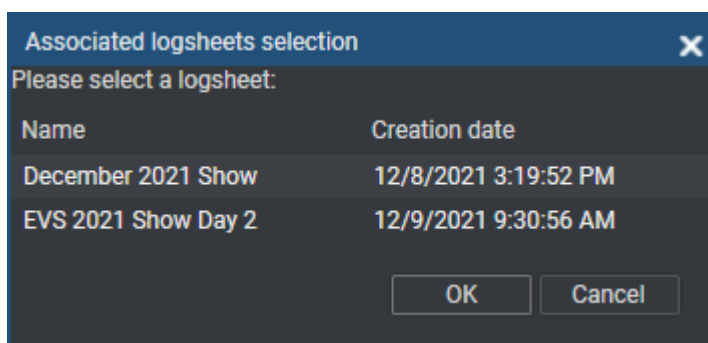 Associated logsheets selection
Please select a logsheet:
Name Creation date
December 2021 Show 12/8/2021 3:19:52 PM
EVS 2021 Show Day 2 12/9/2021 9:30:56 AM
OK Cancel